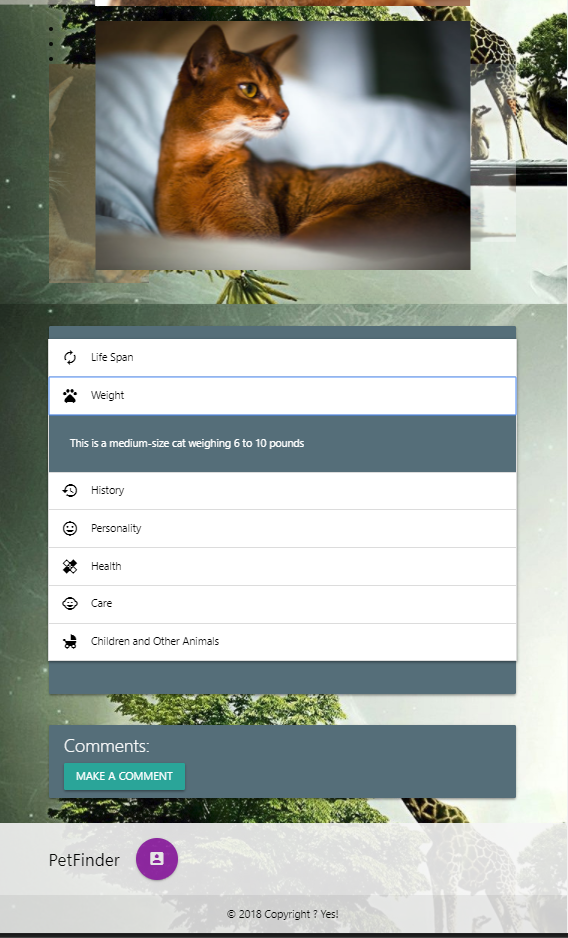 Life Span
Weight
This is a medium-size cat weighing 6 to 10 pounds
History
Personality
Health
Care
Children and Other Animals
Comments:
MAKE A COMMENT
PetFinder
© 2018 Copyright ? Yes!